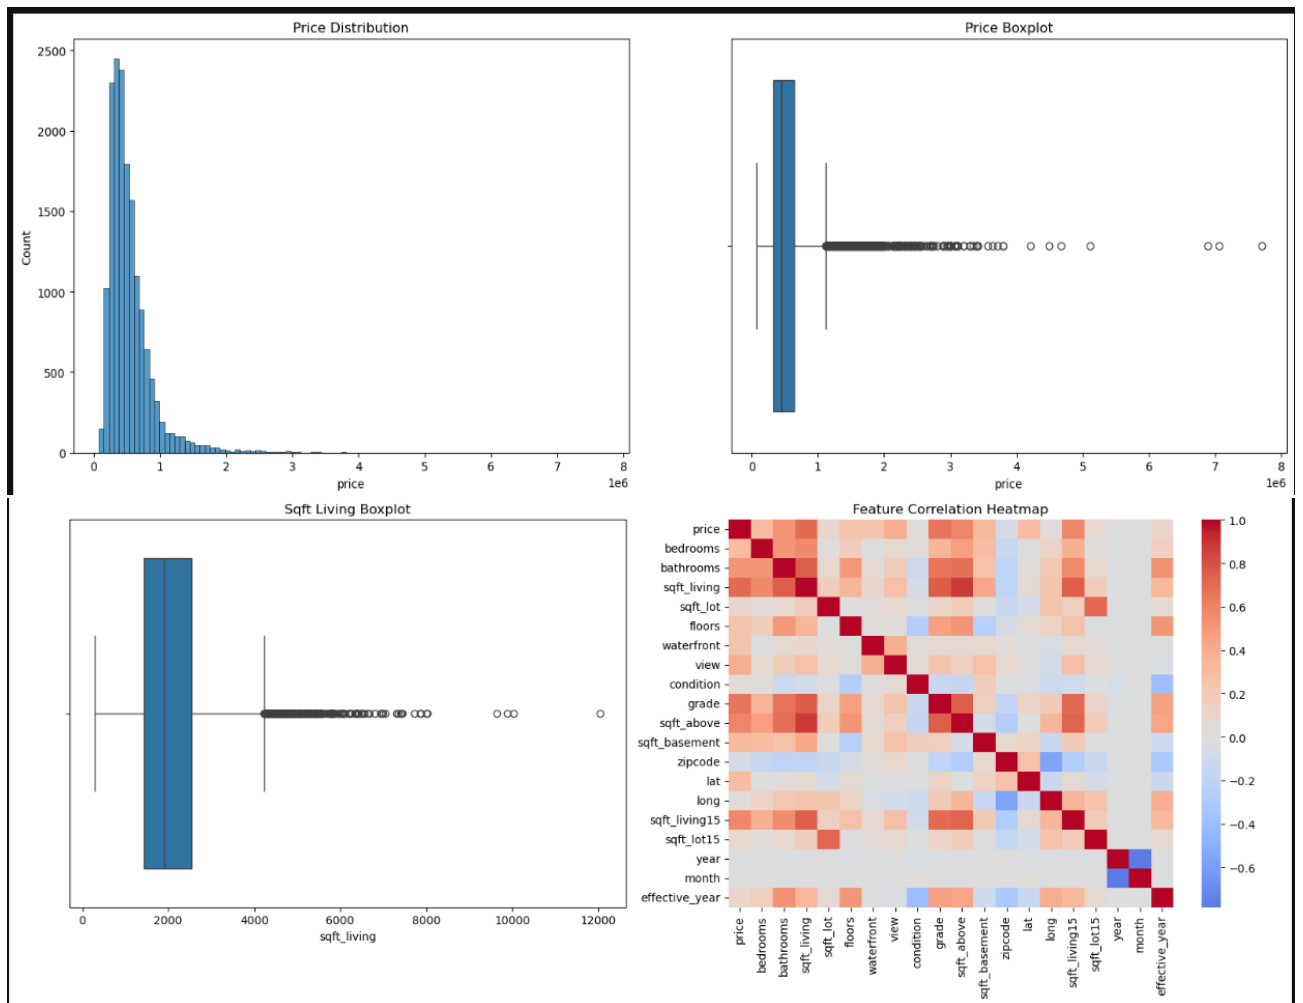 Price Distribution
2500
2000
1500
1000
500
0
Count
0 1 2 3 4 5 6 7 8
1e6
price
Price Boxplot
0 1 2 3 4 5 6 7 8
1e6
price
Sqft Living Boxplot
0 2000 4000 6000 8000 10000 12000
sqft_living
Feature Correlation Heatmap
price
bedrooms
bathrooms
sqft_living
sqft_lot
floors
waterfront
view
condition
grade
sqft_above
sqft_basement
zipcode
lat
long
sqft_living15
sqft_lot15
year
month
effective_year
price
bedrooms
bathrooms
sqft_living
sqft_lot
floors
waterfront
view
condition
grade
sqft_above
sqft_basement
zipcode
lat
long
sqft_living15
sqft_lot15
year
month
effective_year
1.0
0.8
0.6
0.4
0.2
0.0
−0.2
−0.4
−0.6